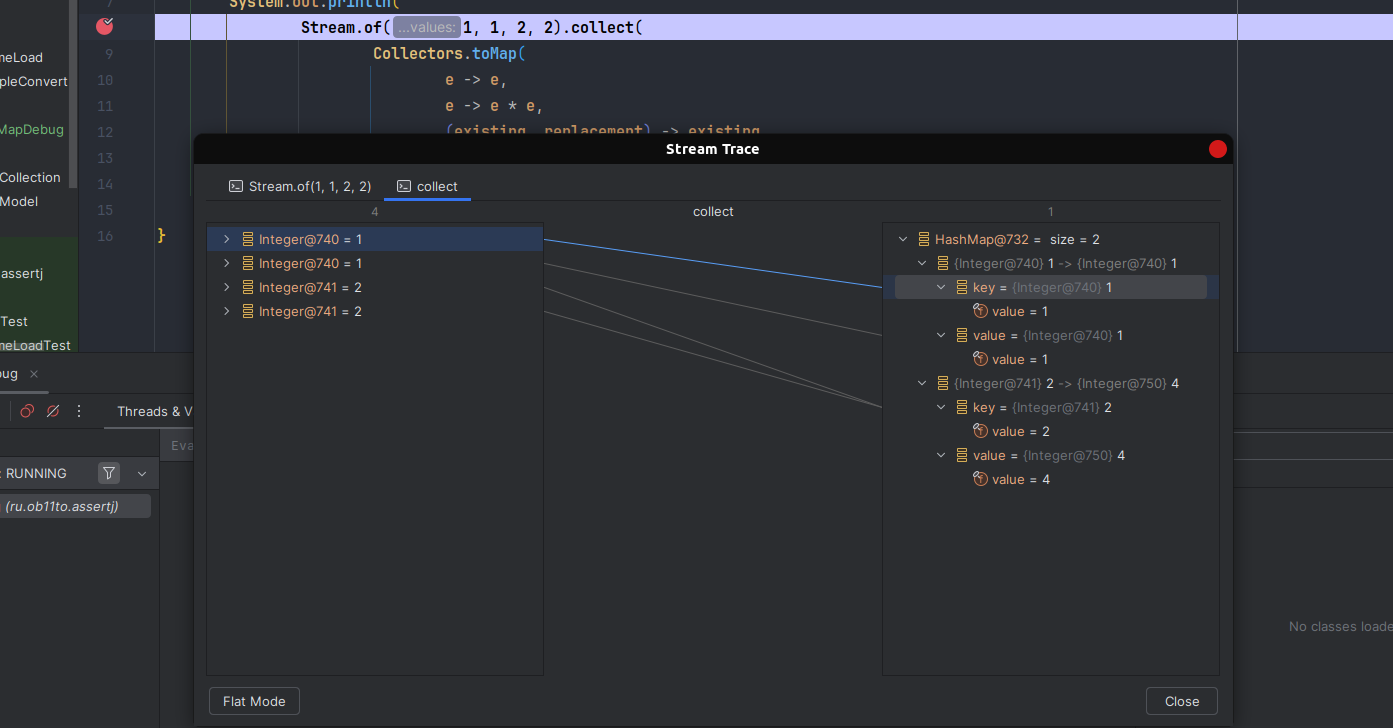 7 System.out.println(
Stream.of( ...values: 1, 1, 2, 2).collect(
meLoad
9 Collectors.toMap(
pleConvert
10 e -> e,
11 e -> e * e,
MapDebug
12 (existing, replacement) -> existing
13
Collection
14
Model
15
16 }
assertj
Test
meLoadTest
Stream Trace
Stream.of(1, 1, 2, 2) collect
4 collect 1
Integer@740 = 1
Integer@740 = 1
Integer@741 = 2
Integer@741 = 2
HashMap@732 = size = 2
{Integer@740} 1 -> {Integer@740} 1
key = {Integer@740} 1
value = 1
value = {Integer@740} 1
value = 1
{Integer@741} 2 -> {Integer@750} 4
key = {Integer@741} 2
value = 2
value = {Integer@750} 4
value = 4
Flat Mode Close
bug ×
Threads & V
Eva
: RUNNING
(ru.ob11to.assertj)
No classes loade